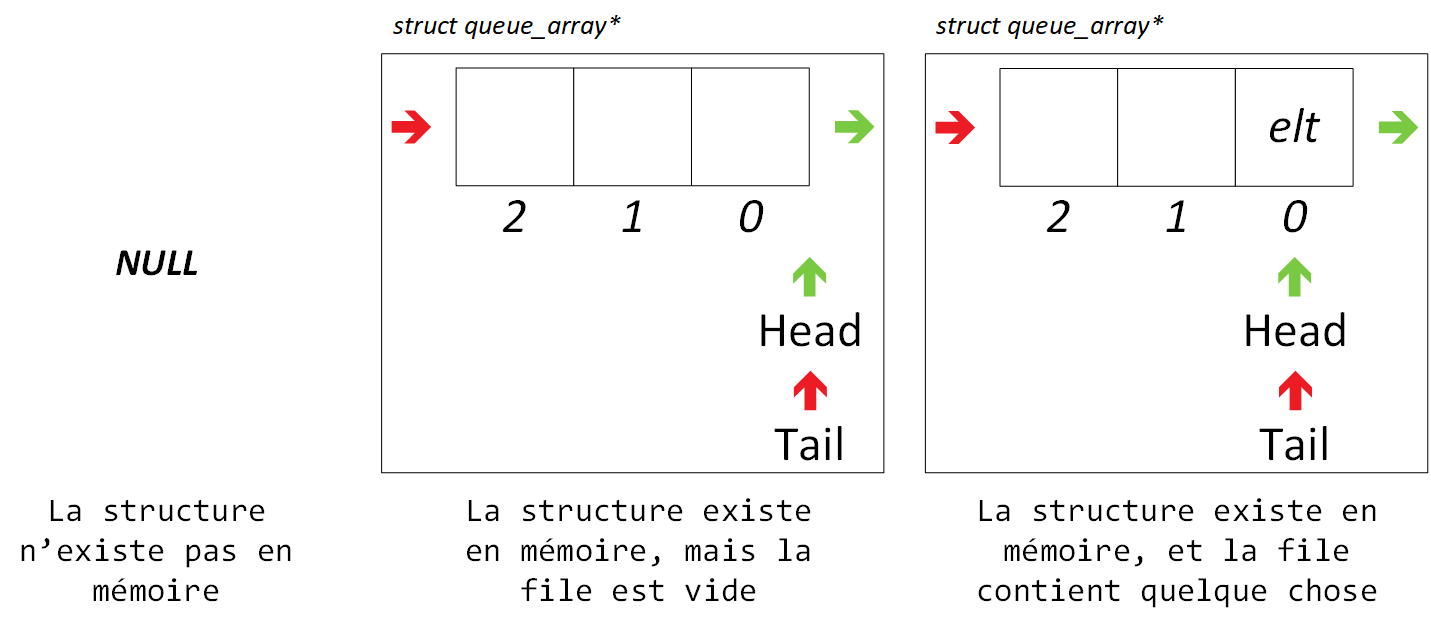 struct queue_array*
struct queue_array*
elt
2 1 0
2 1 0
NULL
Head
Head
Tail
Tail
La structure
n’existe pas en
mémoire
La structure existe
en mémoire, mais la
file est vide
La structure existe en
mémoire, et la file
contient quelque chose